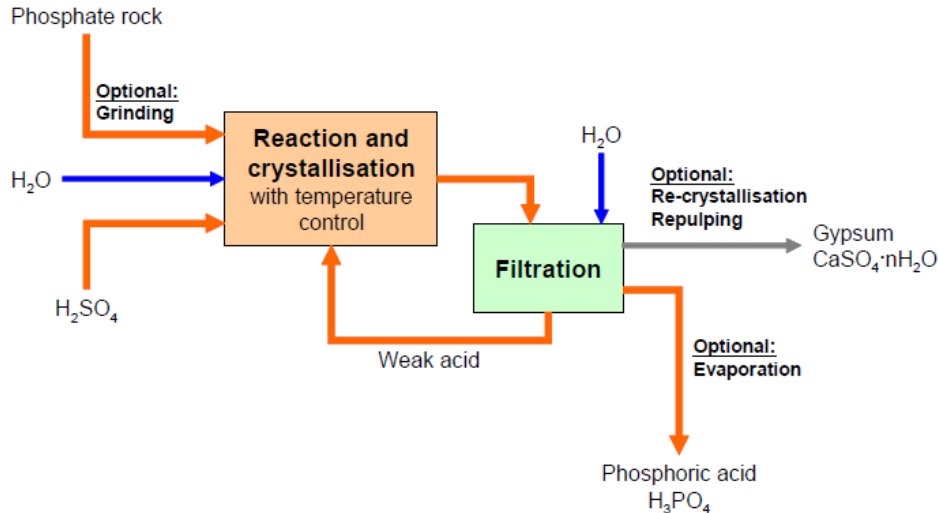 Phosphate rock
Optional:
Grinding
Reaction and
crystallisation
with temperature
control
H₂O
H₂SO₄
H₂O
Filtration
Optional:
Re-crystallisation
Repulping
Gypsum
CaSO₄·nH₂O
Weak acid
Optional:
Evaporation
Phosphoric acid
H₃PO₄